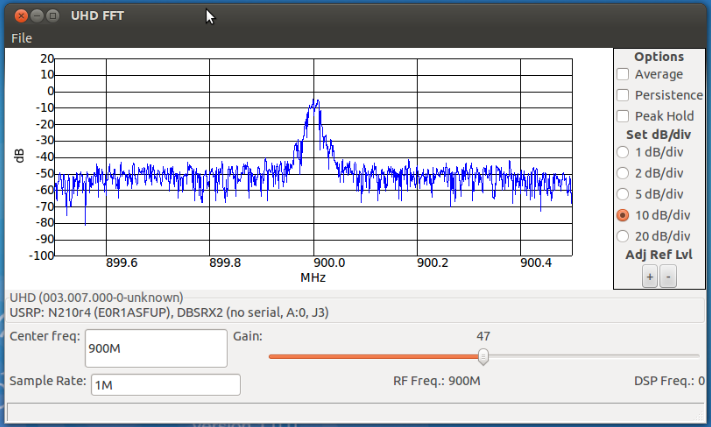 UHD FFT
File
20
10
0
-10
-20
-30
-40
-50
-60
-70
-80
-90
-100
dB
899.6 899.8 900.0 900.2 900.4
MHz
Options
Average
Persistence
Peak Hold
Set dB/div
1 dB/div
2 dB/div
5 dB/div
10 dB/div
20 dB/div
Adj Ref Lvl
+ -
UHD (003.007.000-0-unknown)
USRP: N210r4 (E0R1ASFUP), DBSRX2 (no serial, A:0, J3)
Center freq: 900M Gain: 47
Sample Rate: 1M RF Freq.: 900M DSP Freq.: 0